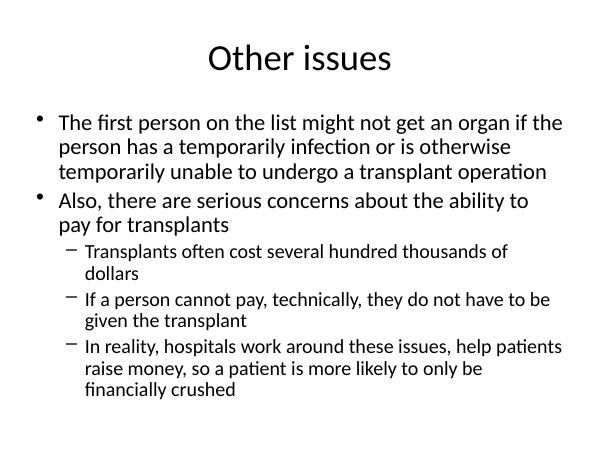 Other issues
• The first person on the list might not get an organ if the
person has a temporarily infection or is otherwise
temporarily unable to undergo a transplant operation
• Also, there are serious concerns about the ability to
pay for transplants
– Transplants often cost several hundred thousands of
dollars
– If a person cannot pay, technically, they do not have to be
given the transplant
– In reality, hospitals work around these issues, help patients
raise money, so a patient is more likely to only be
financially crushed